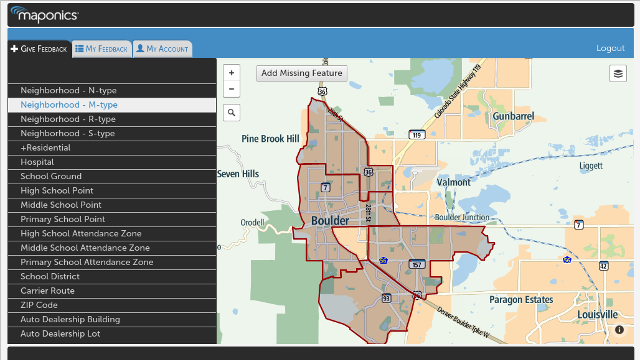 maponics
Give Feedback
My Feedback
My Account
Logout
Neighborhood - N-type
Neighborhood - M-type
Neighborhood - R-type
Neighborhood - S-type
+Residential
Hospital
School Ground
High School Point
Middle School Point
Primary School Point
High School Attendance Zone
Middle School Attendance Zone
Primary School Attendance Zone
School District
Carrier Route
ZIP Code
Auto Dealership Building
Auto Dealership Lot
+
−
Add Missing Feature
36
Colorado State Highway 119
Gunbarrel
119
Pine Brook Hill
Liggett
Seven Hills
36
Valmont
7
28th St
Boulder
Boulder Junction
Orodell
7
157
42
93
Paragon Estates
Denver Boulder Tpke W
Louisville